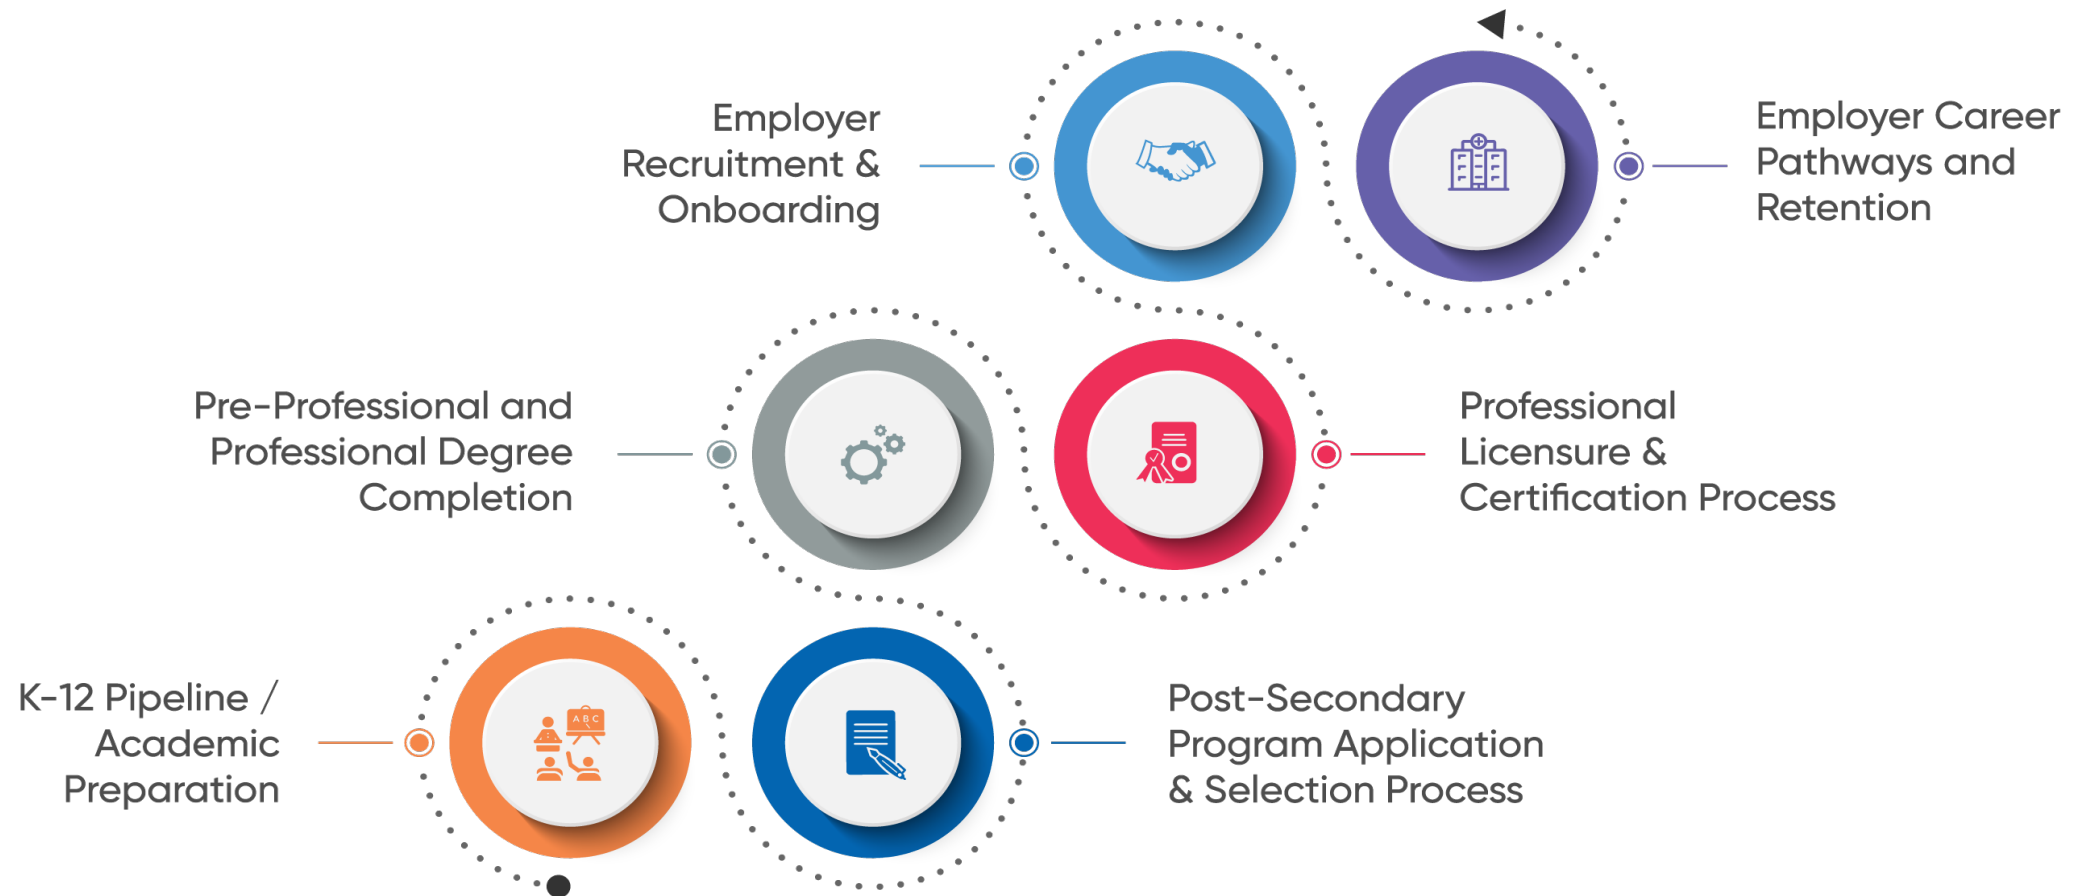 Employer
Recruitment &
Onboarding
Employer Career
Pathways and
Retention
Pre-Professional and
Professional Degree
Completion
Professional
Licensure &
Certification Process
K-12 Pipeline /
Academic
Preparation
ABC
Post-Secondary
Program Application
& Selection Process